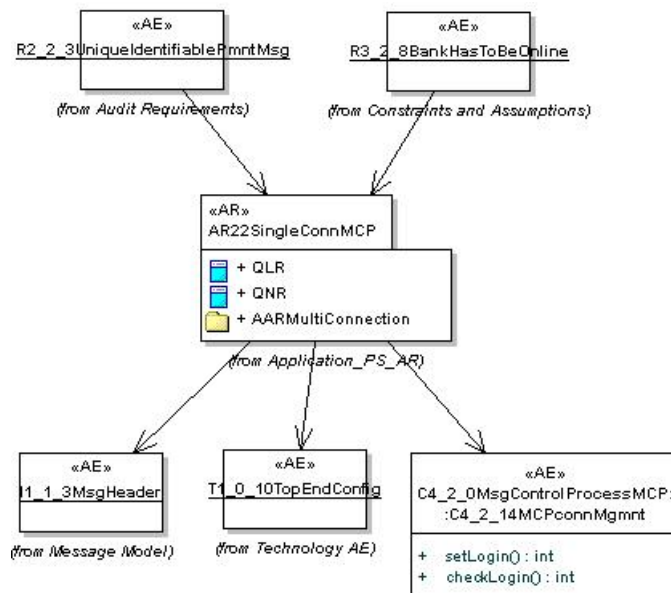 «AE»
R2_2_3UniqueIdentifiablePmntMsg
(from Audit Requirements)
«AE»
R3_2_8BankHasToBeOnline
(from Constraints and Assumptions)
«AR»
AR22SingleConnMCP
+ QLR
+ QNR
+ AARMultiConnection
(from Application_PS_AR)
«AE»
I1_1_3MsgHeader
(from Message Model)
«AE»
T1_0_10TopEndConfig
(from Technology AE)
«AE»
C4_2_0MsgControlProcessMCP:
:C4_2_14MCPconnMgmnt
+ setLogin() : int
+ checkLogin() : int